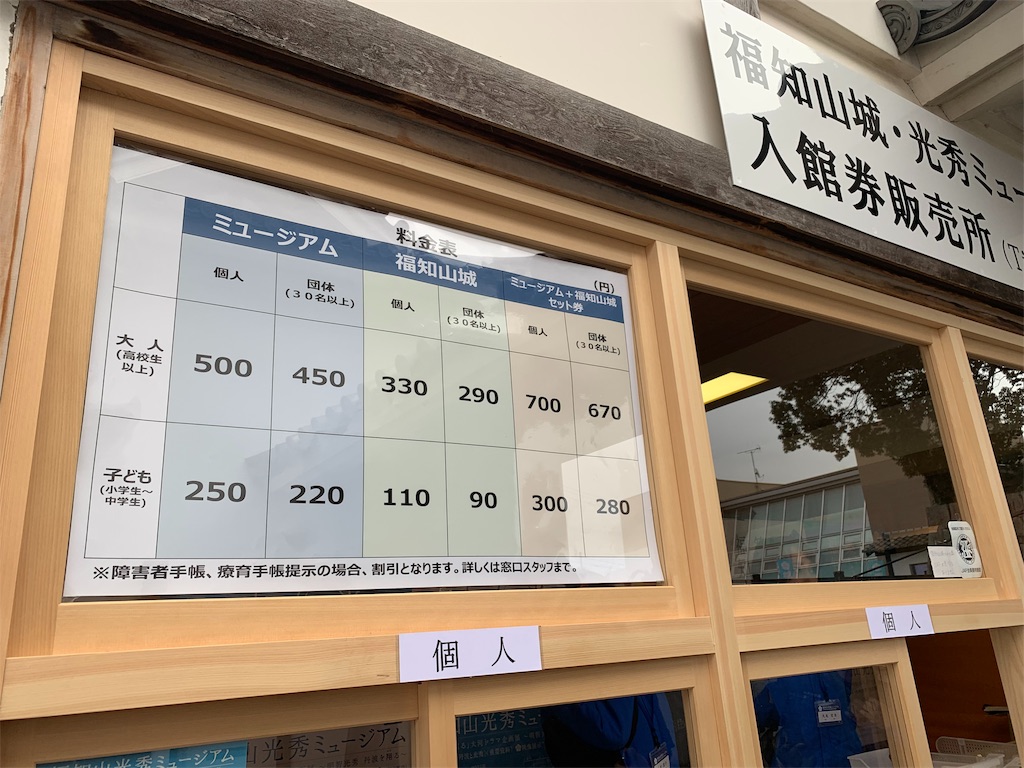 福知山城・光秀ミュー
入館券販売所
料金表
(円)
ミュージアム 福知山城 ミュージアム+福知山城
セット券
個人 団体 個人 団体 個人 団体
(30名以上) (30名以上) (30名以上)
大人
(高校生
以上)
500 450 330 290 700 670
子ども
(小学生~
中学生)
250 220 110 90 300 280
※障害者手帳、療育手帳提示の場合、割引となります。詳しくは窓口スタッフまで。
個人
個人
山光秀ミュージアム
山光秀ミュ